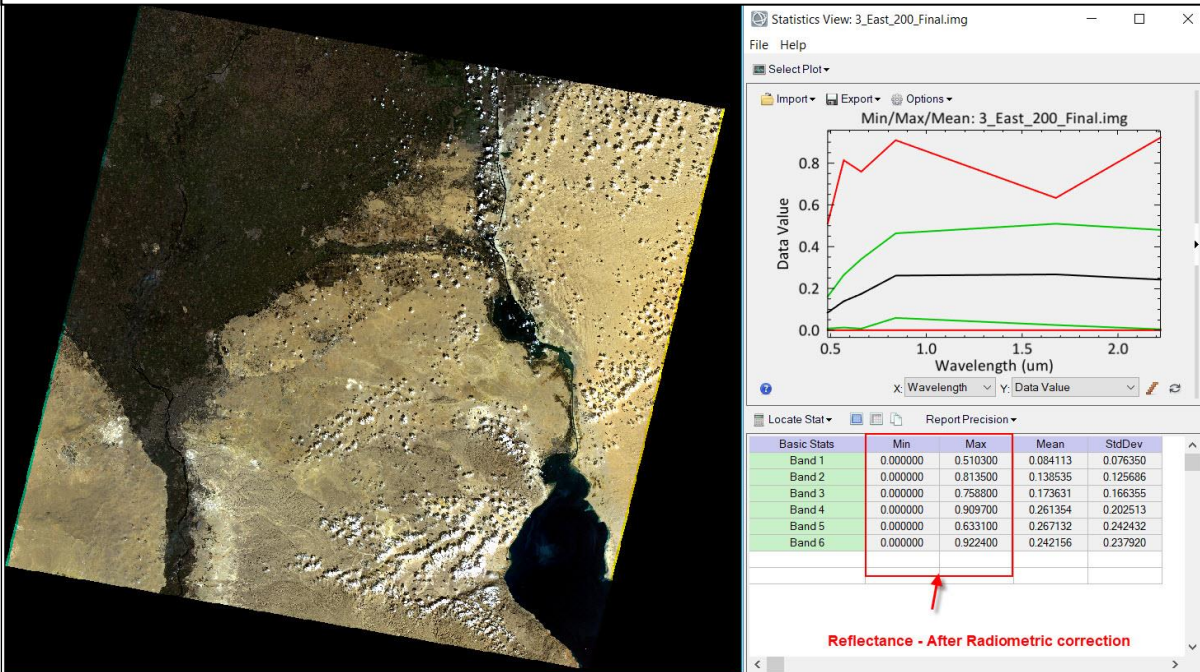 Statistics View: 3_East_200_Final.img
File Help
Select Plot
Import Export Options
Min/Max/Mean: 3_East_200_Final.img
Data Value
0.8
0.6
0.4
0.2
0.0
0.5 1.0 1.5 2.0
Wavelength (um)
X: Wavelength Y: Data Value
Locate Stat Report Precision
Basic Stats Min Max Mean StdDev
Band 1 0.000000 0.510300 0.084113 0.076350
Band 2 0.000000 0.813500 0.138535 0.125686
Band 3 0.000000 0.758800 0.173631 0.166355
Band 4 0.000000 0.909700 0.261354 0.202513
Band 5 0.000000 0.633100 0.267132 0.242432
Band 6 0.000000 0.922400 0.242156 0.237920
Reflectance - After Radiometric correction